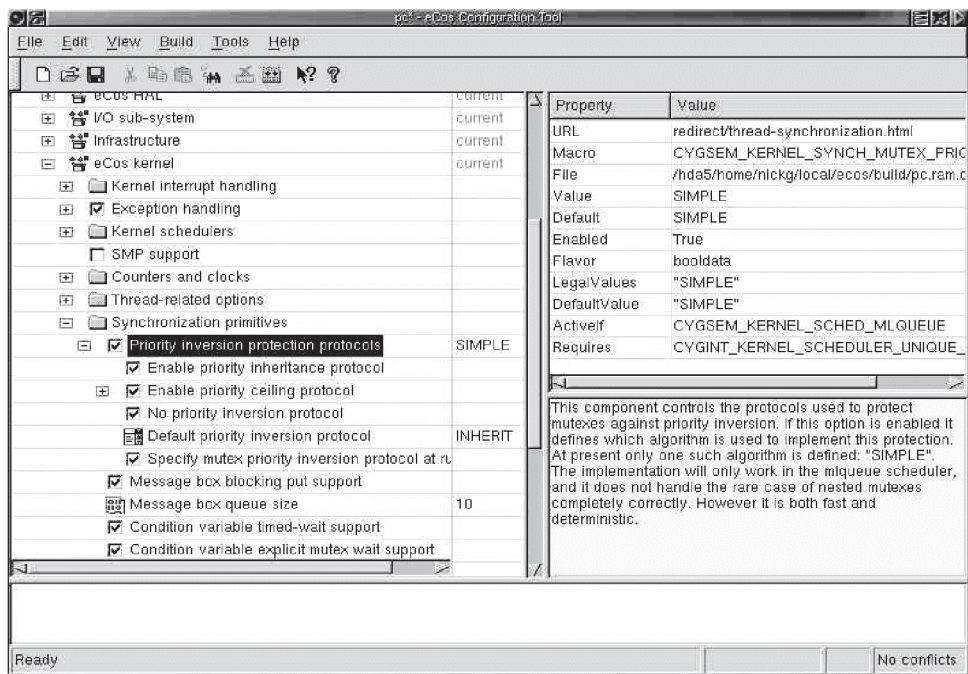 pc* - eCos Configuration Tool
File Edit View Build Tools Help
eCos HAL current
I/O sub-system current
Infrastructure current
eCos kernel current
Kernel interrupt handling
Exception handling
Kernel schedulers
SMP support
Counters and clocks
Thread-related options
Synchronization primitives
Priority inversion protection protocols SIMPLE
Enable priority inheritance protocol
Enable priority ceiling protocol
No priority inversion protocol
Default priority inversion protocol INHERIT
Specify mutex priority inversion protocol at ru
Message box blocking put support
Message box queue size 10
Condition variable timed-wait support
Condition variable explicit mutex wait support
Property Value
URL redirect/thread-synchronization.html
Macro CYGSEM_KERNEL_SYNCH_MUTEX_PRIC
File /hda5/home/nickg/local/ecos/build/pc.ram.c
Value SIMPLE
Default SIMPLE
Enabled True
Flavor booldata
LegalValues "SIMPLE"
DefaultValue "SIMPLE"
ActiveIf CYGSEM_KERNEL_SCHED_MLQUEUE
Requires CYGINT_KERNEL_SCHEDULER_UNIQUE_
This component controls the protocols used to protect
mutexes against priority inversion. If this option is enabled it
defines which algorithm is used to implement this protection.
At present only one such algorithm is defined: "SIMPLE".
The implementation will only work in the mlqueue scheduler,
and it does not handle the rare case of nested mutexes
completely correctly. However it is both fast and
deterministic.
Ready
No conflicts